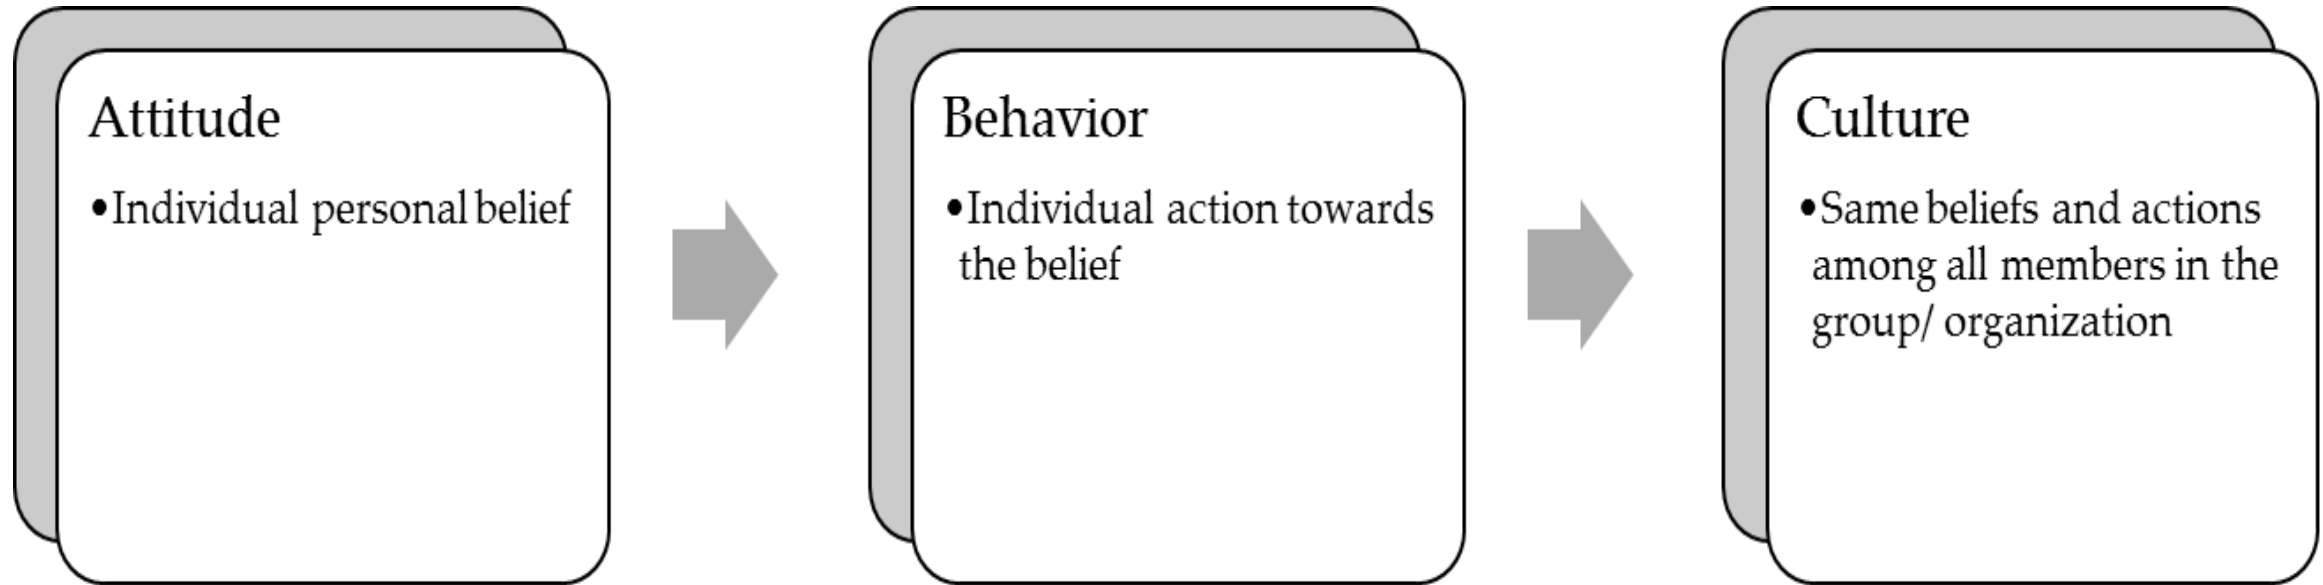 Attitude
•Individual personal belief
Behavior
•Individual action towards
the belief
Culture
•Same beliefs and actions
among all members in the
group/ organization